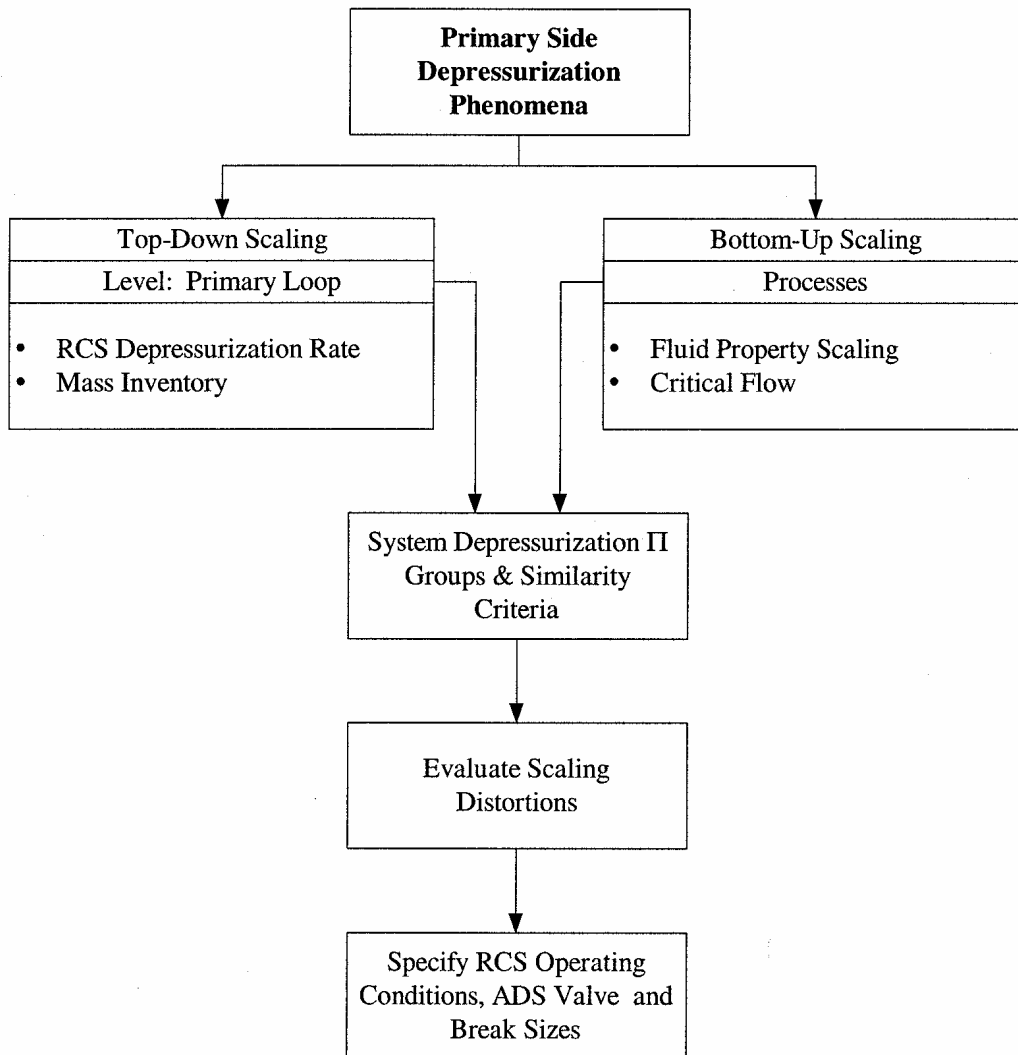 Primary Side
Depressurization
Phenomena
Top-Down Scaling
Level: Primary Loop
• RCS Depressurization Rate
• Mass Inventory
Bottom-Up Scaling
Processes
• Fluid Property Scaling
• Critical Flow
System Depressurization Π
Groups & Similarity
Criteria
Evaluate Scaling
Distortions
Specify RCS Operating
Conditions, ADS Valve and
Break Sizes